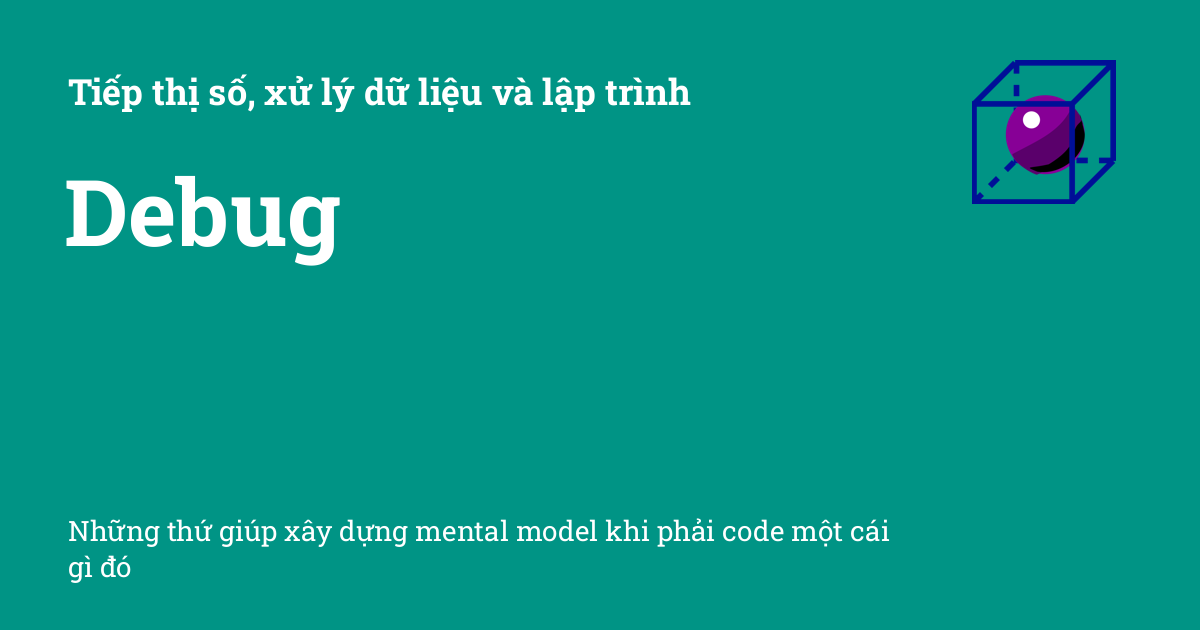 Tiếp thị số, xử lý dữ liệu và lập trình
Debug
Những thứ giúp xây dựng mental model khi phải code một cái
gì đó